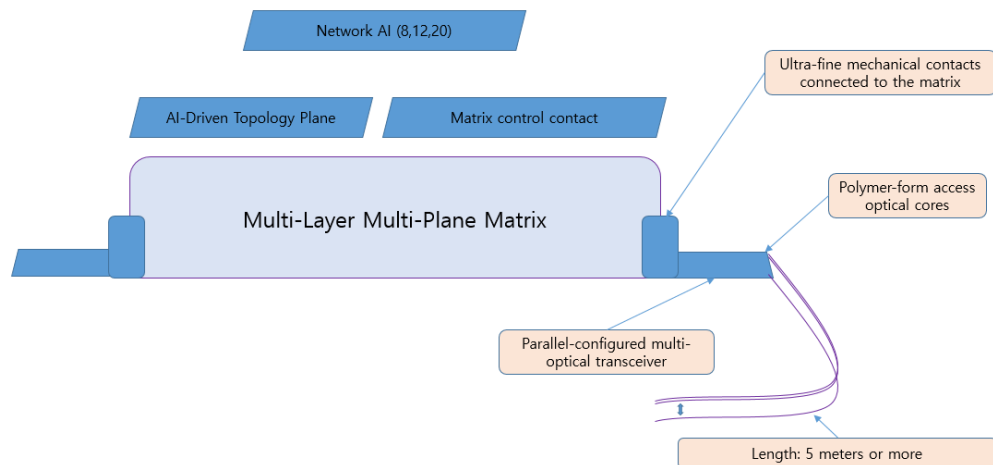 Network AI (8,12,20)
Ultra-fine mechanical contacts
connected to the matrix
AI-Driven Topology Plane
Matrix control contact
Multi-Layer Multi-Plane Matrix
Polymer-form access
optical cores
Parallel-configured multi-
optical transceiver
Length: 5 meters or more